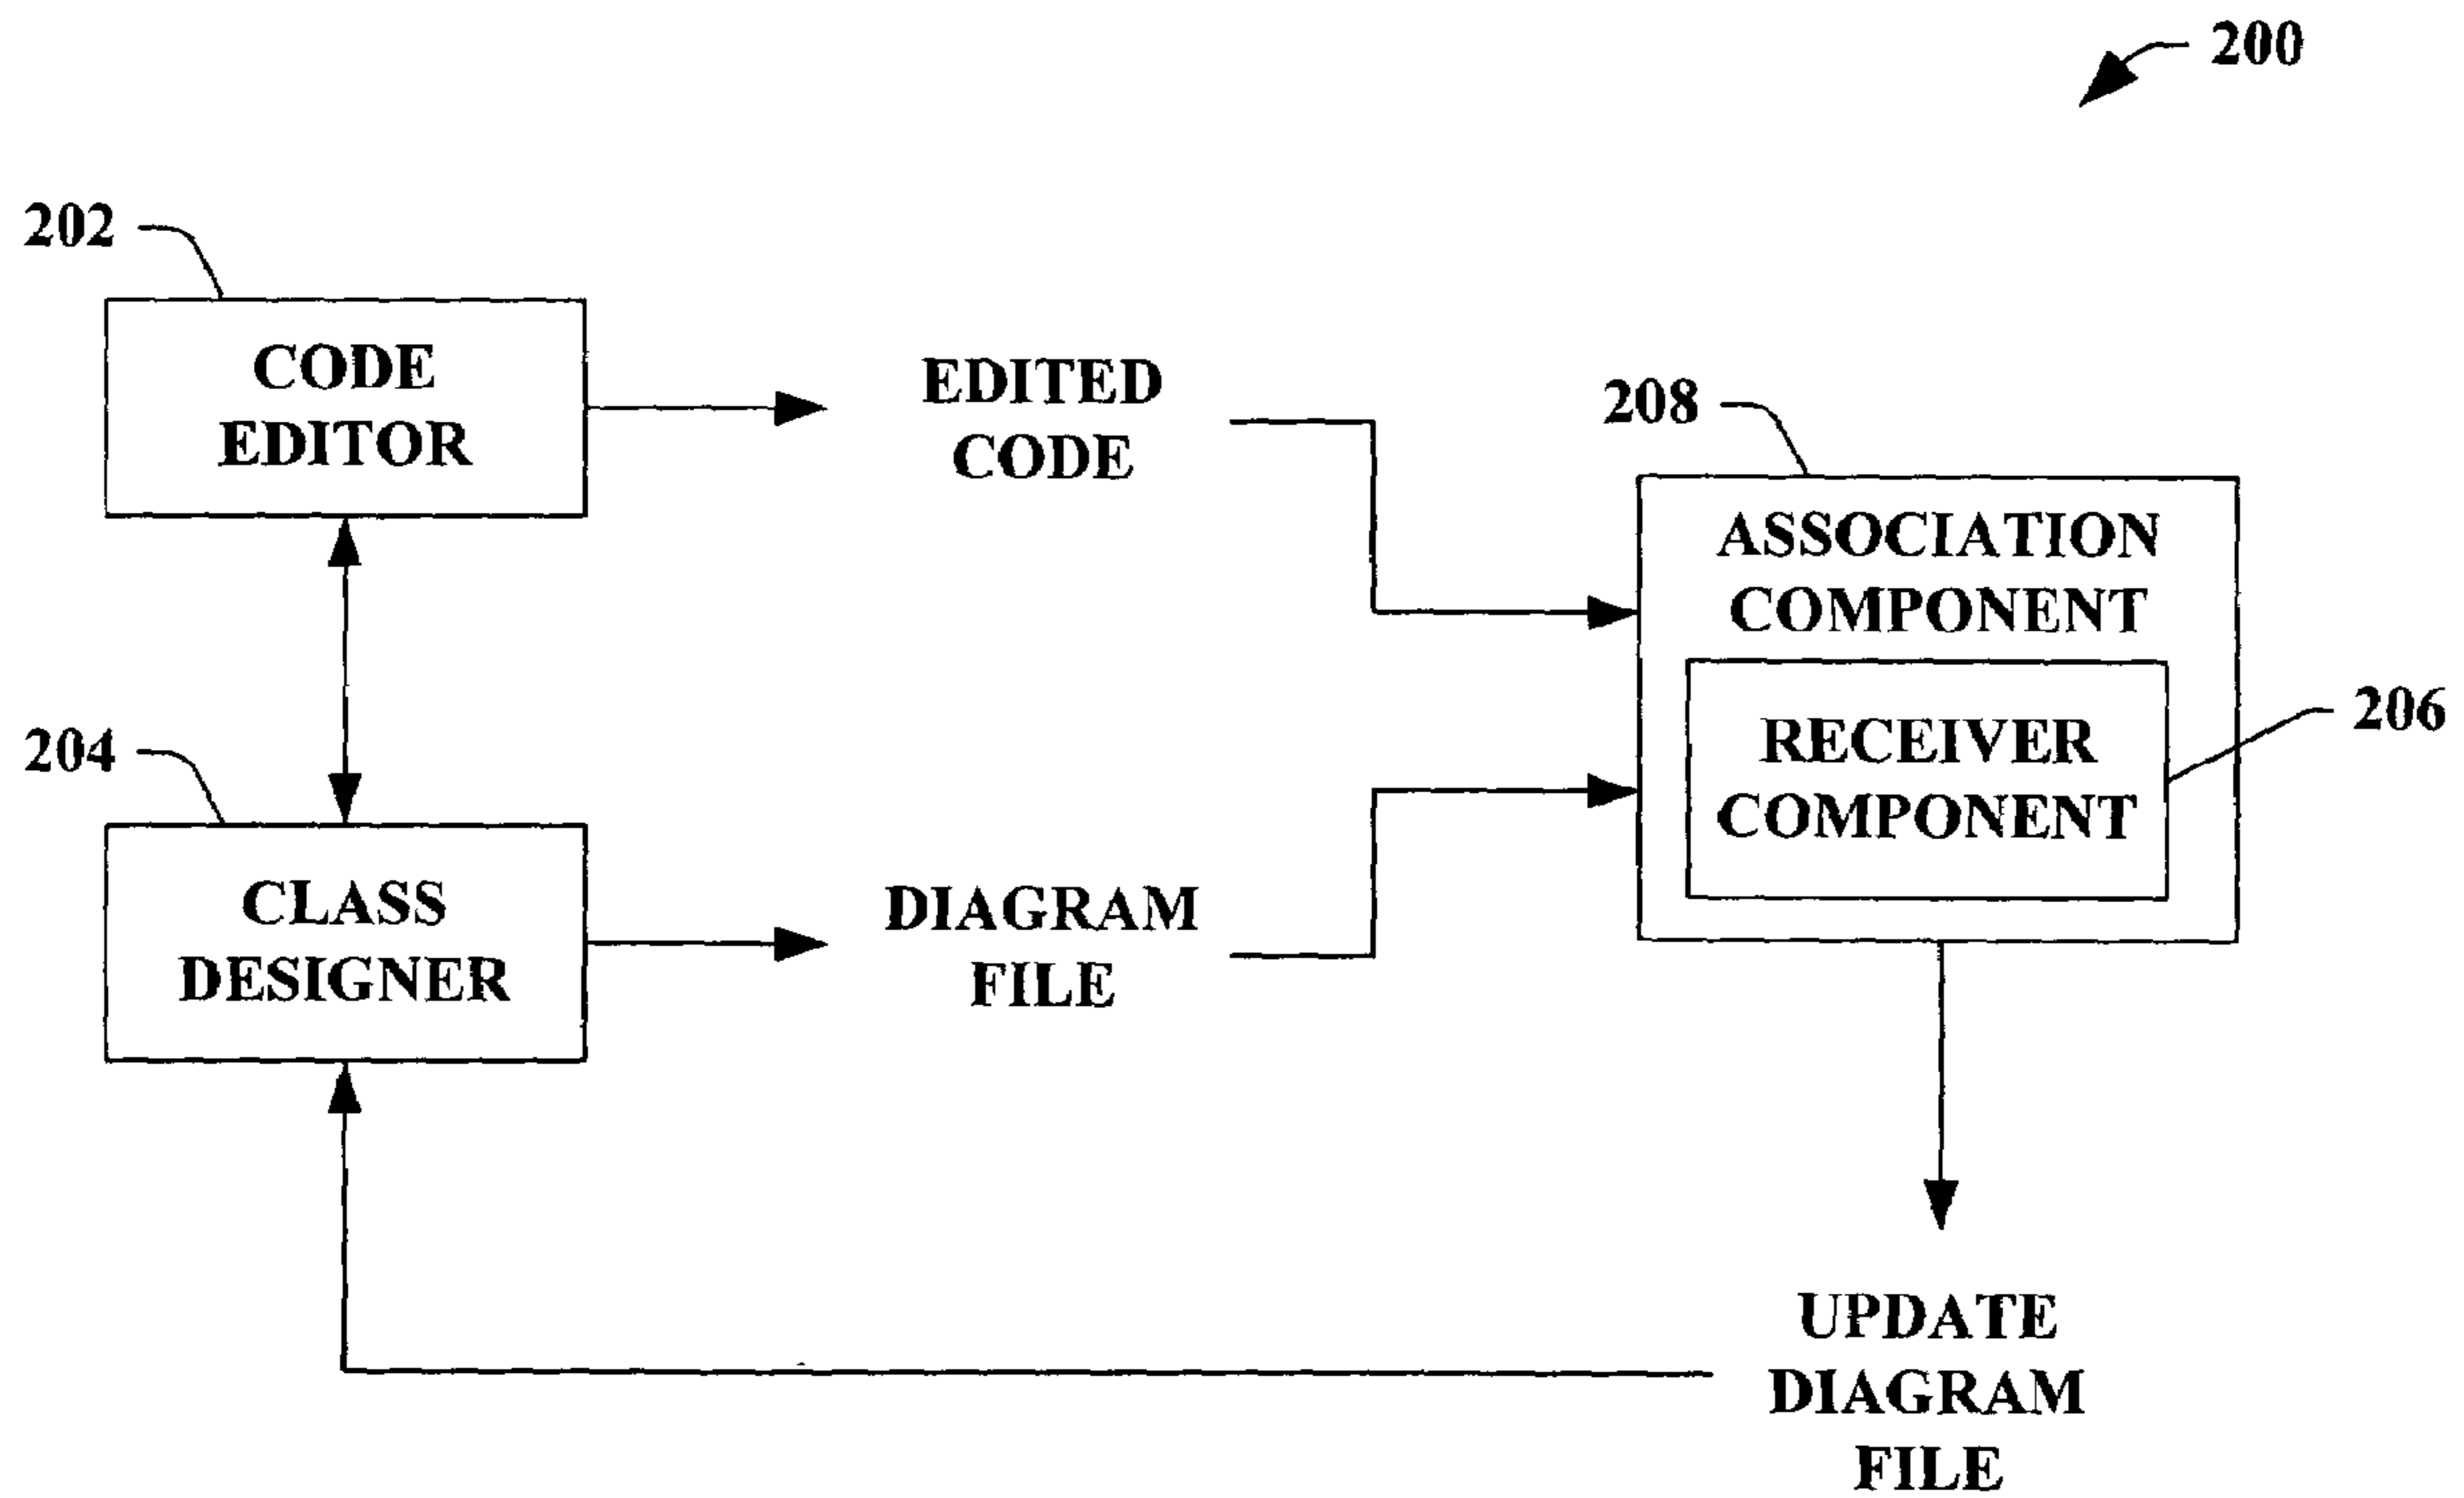 200
202
CODE
EDITOR
EDITED
CODE
208
ASSOCIATION
COMPONENT
RECEIVER
COMPONENT
206
204
CLASS
DESIGNER
DIAGRAM
FILE
UPDATE
DIAGRAM
FILE